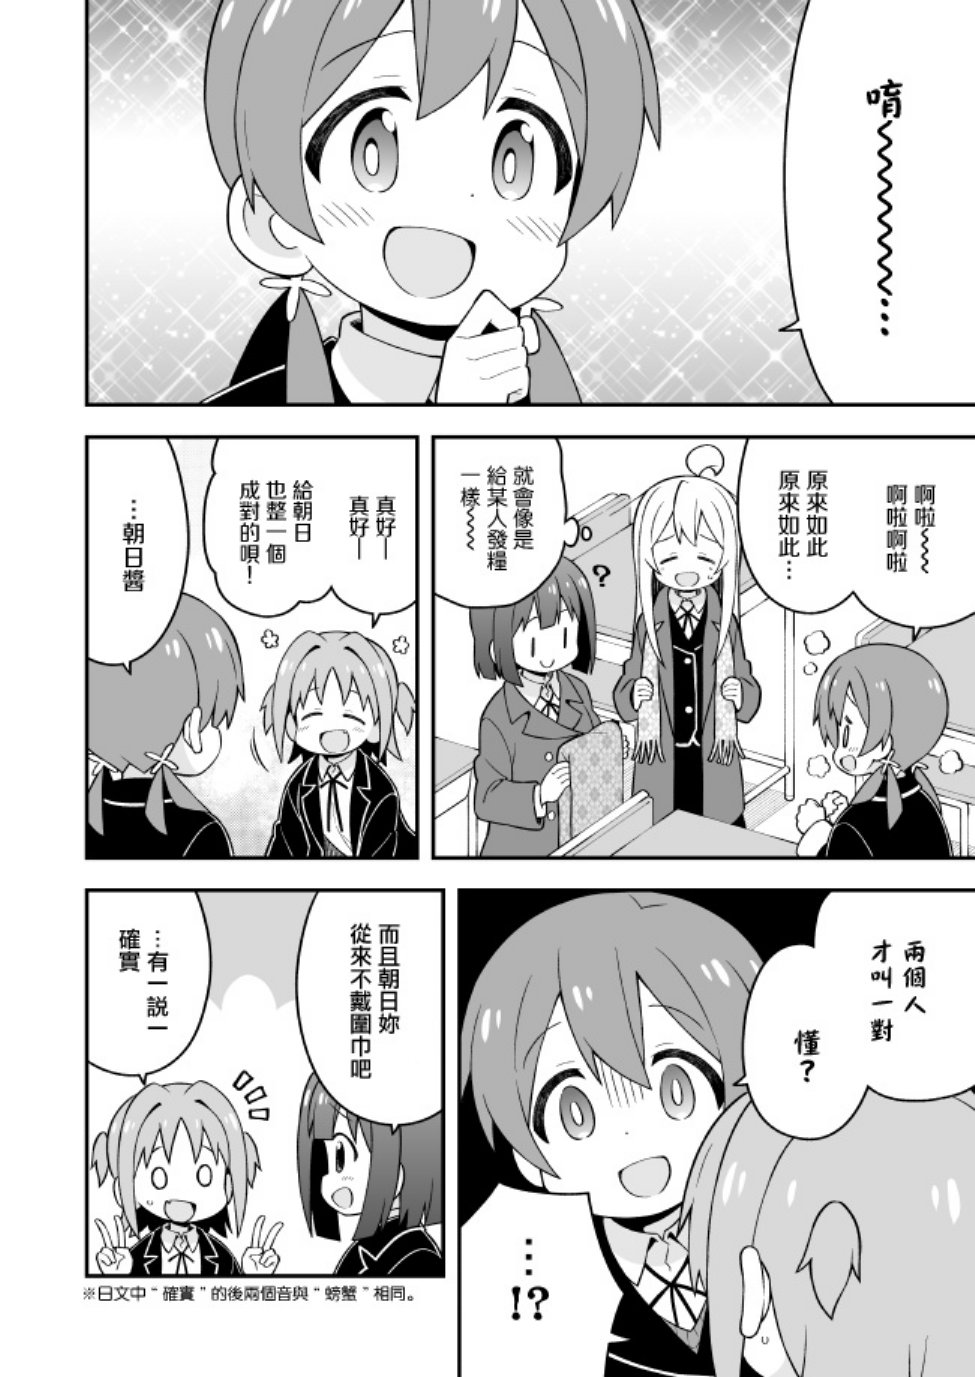 唷～～～…
啊啦～～
啊啦啊啦
原來如此
原來如此…
就會像是
給某人發糧
一樣～～
？
真好—
真好—
給朝日
也整一個
成對的唄！
…朝日醬
兩個人
才叫一對
懂？
…!?
而且朝日妳
從來不戴圍巾吧
…有一説一
確實
※日文中“確實”的後兩個音與“螃蟹”相同。